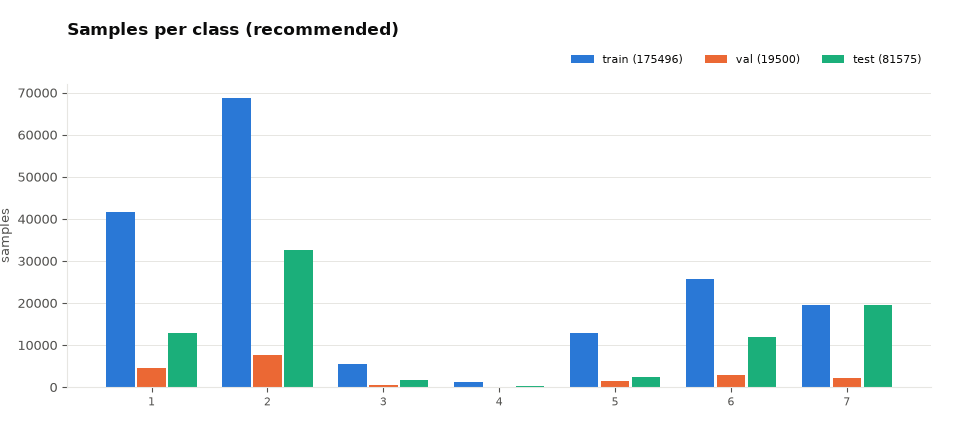 Samples per class (recommended)
train (175496) val (19500) test (81575)
70000
60000
50000
40000
30000
20000
10000
0
samples
1 2 3 4 5 6 7